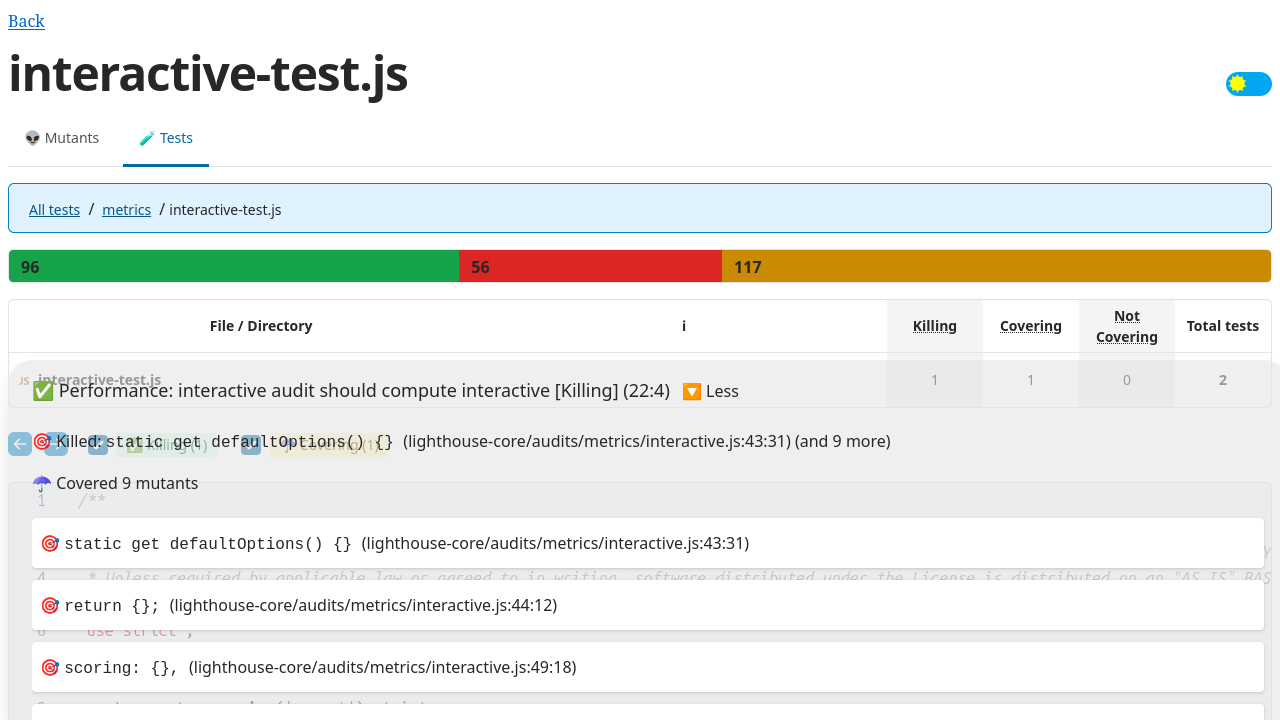 Back
interactive-test.js
👽 Mutants 🧪 Tests
All tests / metrics / interactive-test.js
96 56 117
File / Directory i Killing Covering Not Covering Total tests
JS interactive-test.js 1 1 0 2
✅ Performance: interactive audit should compute interactive [Killing] (22:4) 🔽 Less
✅ Killing (1) Covering (1)
🎯 Killed: static get defaultOptions() {} (lighthouse-core/audits/metrics/interactive.js:43:31) (and 9 more)
☂️ Covered 9 mutants
1 /**
🎯 static get defaultOptions() {} (lighthouse-core/audits/metrics/interactive.js:43:31)
4 * Unless required by applicable law or agreed to in writing, software distributed under the License is distributed on an "AS IS" BAS
🎯 return {}; (lighthouse-core/audits/metrics/interactive.js:44:12)
6 'use strict';
🎯 scoring: {}, (lighthouse-core/audits/metrics/interactive.js:49:18)